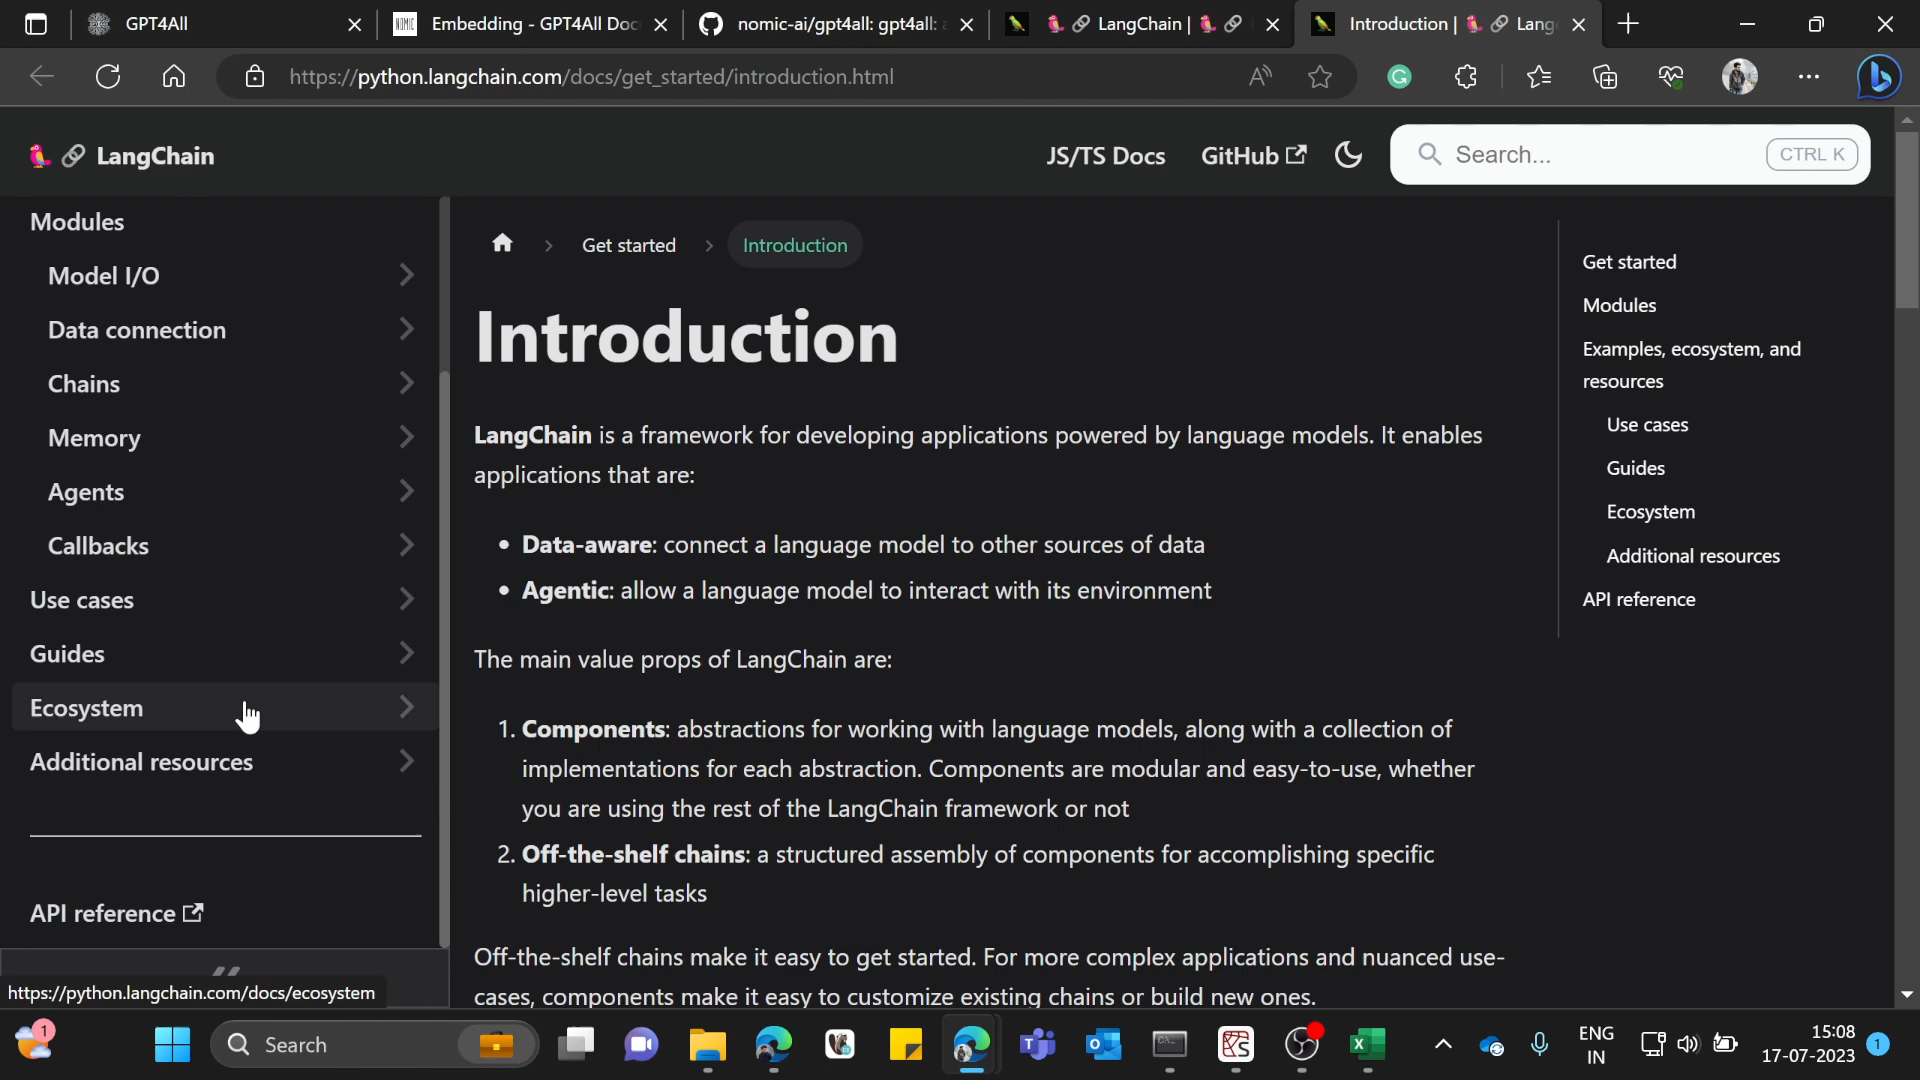 GPT4All
Embedding - GPT4All Doc
nomic-ai/gpt4all: gpt4all:
LangChain |
Introduction | Lang
https://python.langchain.com/docs/get_started/introduction.html
LangChain
JS/TS Docs
GitHub
Search...
CTRL K
Modules
Model I/O
Data connection
Chains
Memory
Agents
Callbacks
Use cases
Guides
Ecosystem
Additional resources
API reference
https://python.langchain.com/docs/ecosystem
Get started
Introduction
Introduction
LangChain is a framework for developing applications powered by language models. It enables
applications that are:
• Data-aware: connect a language model to other sources of data
• Agentic: allow a language model to interact with its environment
The main value props of LangChain are:
1. Components: abstractions for working with language models, along with a collection of
implementations for each abstraction. Components are modular and easy-to-use, whether
you are using the rest of the LangChain framework or not
2. Off-the-shelf chains: a structured assembly of components for accomplishing specific
higher-level tasks
Off-the-shelf chains make it easy to get started. For more complex applications and nuanced use-
cases, components make it easy to customize existing chains or build new ones.
Get started
Modules
Examples, ecosystem, and
resources
Use cases
Guides
Ecosystem
Additional resources
API reference
1
Search
ENG
IN
15:08
17-07-2023
1